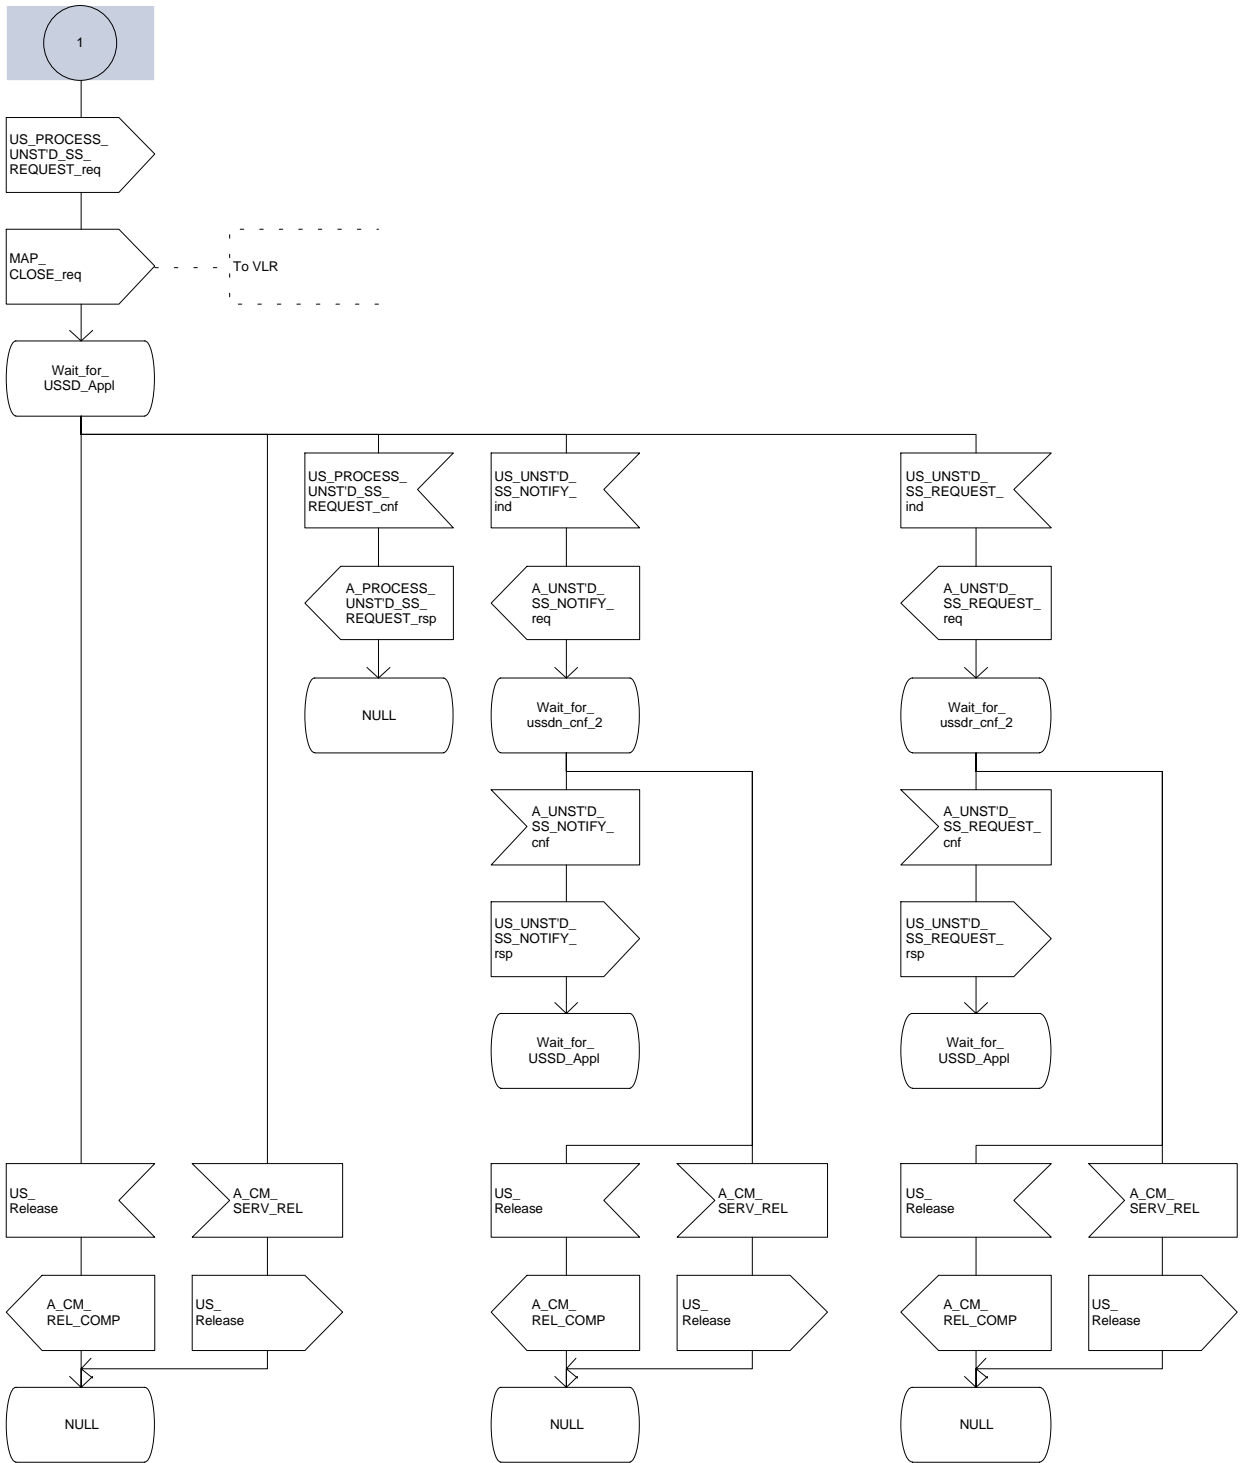 1
US_PROCESS_
UNST'D_SS_
REQUEST_req
MAP_
CLOSE_req
To VLR
Wait_for_
USSD_Appl
US_PROCESS_
UNST'D_SS_
REQUEST_cnf
US_UNST'D_
SS_NOTIFY_
ind
US_UNST'D_
SS_REQUEST_
ind
A_PROCESS_
UNST'D_SS_
REQUEST_rsp
A_UNST'D_
SS_NOTIFY_
req
A_UNST'D_
SS_REQUEST_
req
NULL
Wait_for_
ussdn_cnf_2
Wait_for_
ussdr_cnf_2
A_UNST'D_
SS_NOTIFY_
cnf
A_UNST'D_
SS_REQUEST_
cnf
US_UNST'D_
SS_NOTIFY_
rsp
US_UNST'D_
SS_REQUEST_
rsp
Wait_for_
USSD_Appl
Wait_for_
USSD_Appl
US_
Release
A_CM_
SERV_REL
US_
Release
A_CM_
SERV_REL
US_
Release
A_CM_
SERV_REL
A_CM_
REL_COMP
US_
Release
A_CM_
REL_COMP
US_
Release
A_CM_
REL_COMP
US_
Release
NULL
NULL
NULL